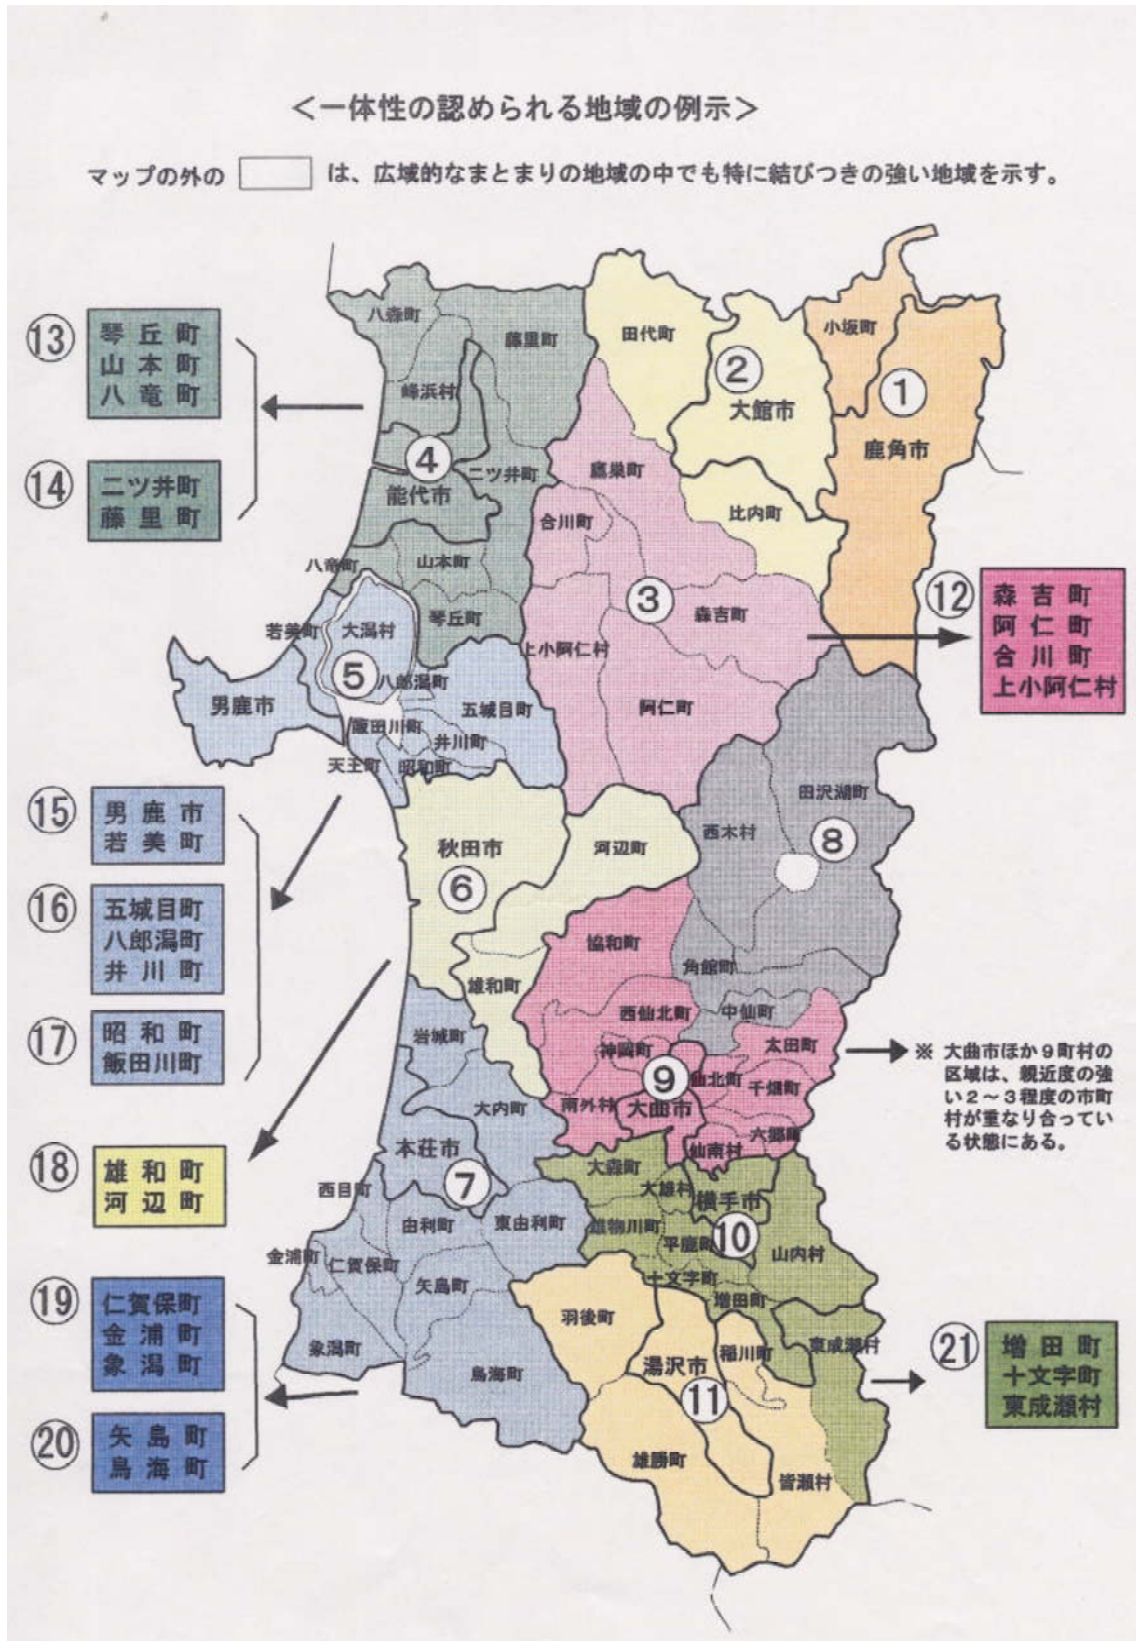 ＜一体性の認められる地域の例示＞
マップの外の は、広域的なまとまりの地域の中でも特に結びつきの強い地域を示す。
⑬
琴丘町
山本町
八竜町
⑭
二ツ井町
藤里町
⑮
男鹿市
若美町
⑯
五城目町
八郎潟町
井川町
⑰
昭和町
飯田川町
⑱
雄和町
河辺町
⑲
仁賀保町
金浦町
象潟町
⑳
矢島町
鳥海町
八森町
藤里町
峰浜村
④
能代市
二ツ井町
八竜町
山本町
琴丘町
田代町
②
大館市
比内町
小坂町
①
鹿角市
鷹巣町
合川町
③
森吉町
上小阿仁村
阿仁町
若美町
大潟村
⑤
八郎潟町
男鹿市
五城目町
飯田川町
井川町
天王町
昭和町
秋田市
⑥
河辺町
雄和町
田沢湖町
西木村
⑧
角館町
中仙町
協和町
西仙北町
太田町
神岡町
⑨
仙北町
千畑町
南外村
大曲市
六郷町
仙南村
岩城町
大内町
本荘市
⑦
西目町
由利町
東由利町
金浦町
仁賀保町
矢島町
象潟町
鳥海町
大森町
大雄村
横手市
雄物川町
平鹿町
⑩
山内村
十文字町
増田町
東成瀬村
羽後町
湯沢市
稲川町
⑪
雄勝町
皆瀬村
⑫
森吉町
阿仁町
合川町
上小阿仁村
※ 大曲市ほか９町村の
区域は、親近度の強
い２～３程度の市町
村が重なり合ってい
る状態にある。
㉑
増田町
十文字町
東成瀬村